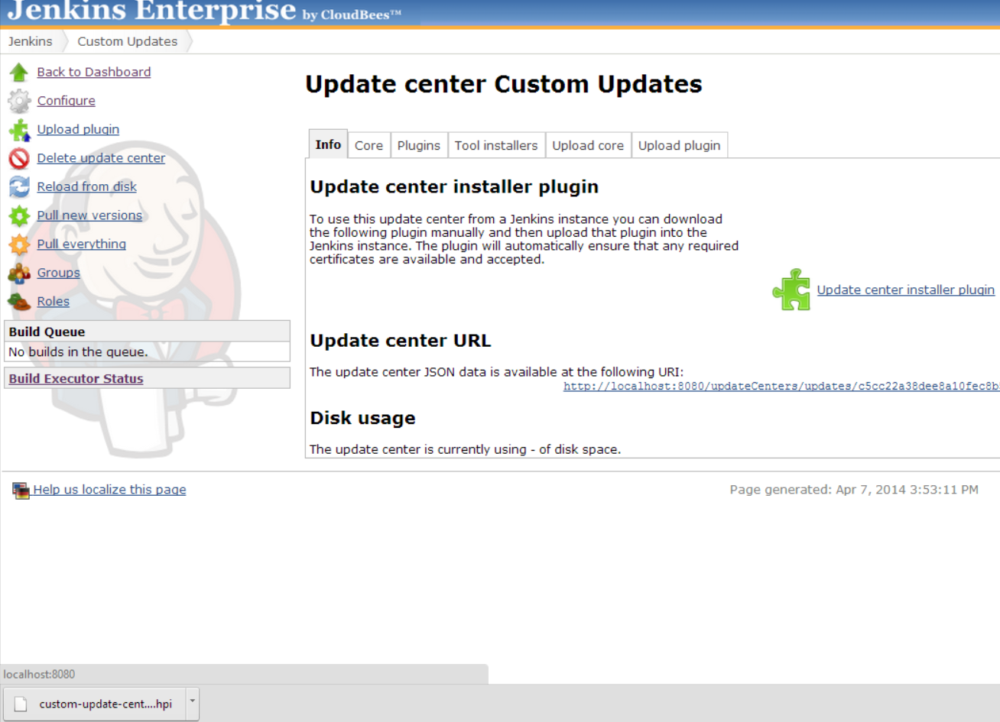 Jenkins Enterprise by CloudBees™
Jenkins Custom Updates
Back to Dashboard
Configure
Upload plugin
Delete update center
Reload from disk
Pull new versions
Pull everything
Groups
Roles
Build Queue
No builds in the queue.
Build Executor Status
Update center Custom Updates
Info Core Plugins Tool installers Upload core Upload plugin
Update center installer plugin
To use this update center from a Jenkins instance you can download
the following plugin manually and then upload that plugin into the
Jenkins instance. The plugin will automatically ensure that any required
certificates are available and accepted.
Update center installer plugin
Update center URL
The update center JSON data is available at the following URI:
http://localhost:8080/updateCenters/updates/c5cc22a38dee8a10fec8b
Disk usage
The update center is currently using - of disk space.
Help us localize this page
Page generated: Apr 7, 2014 3:53:11 PM
localhost:8080
custom-update-cent....hpi